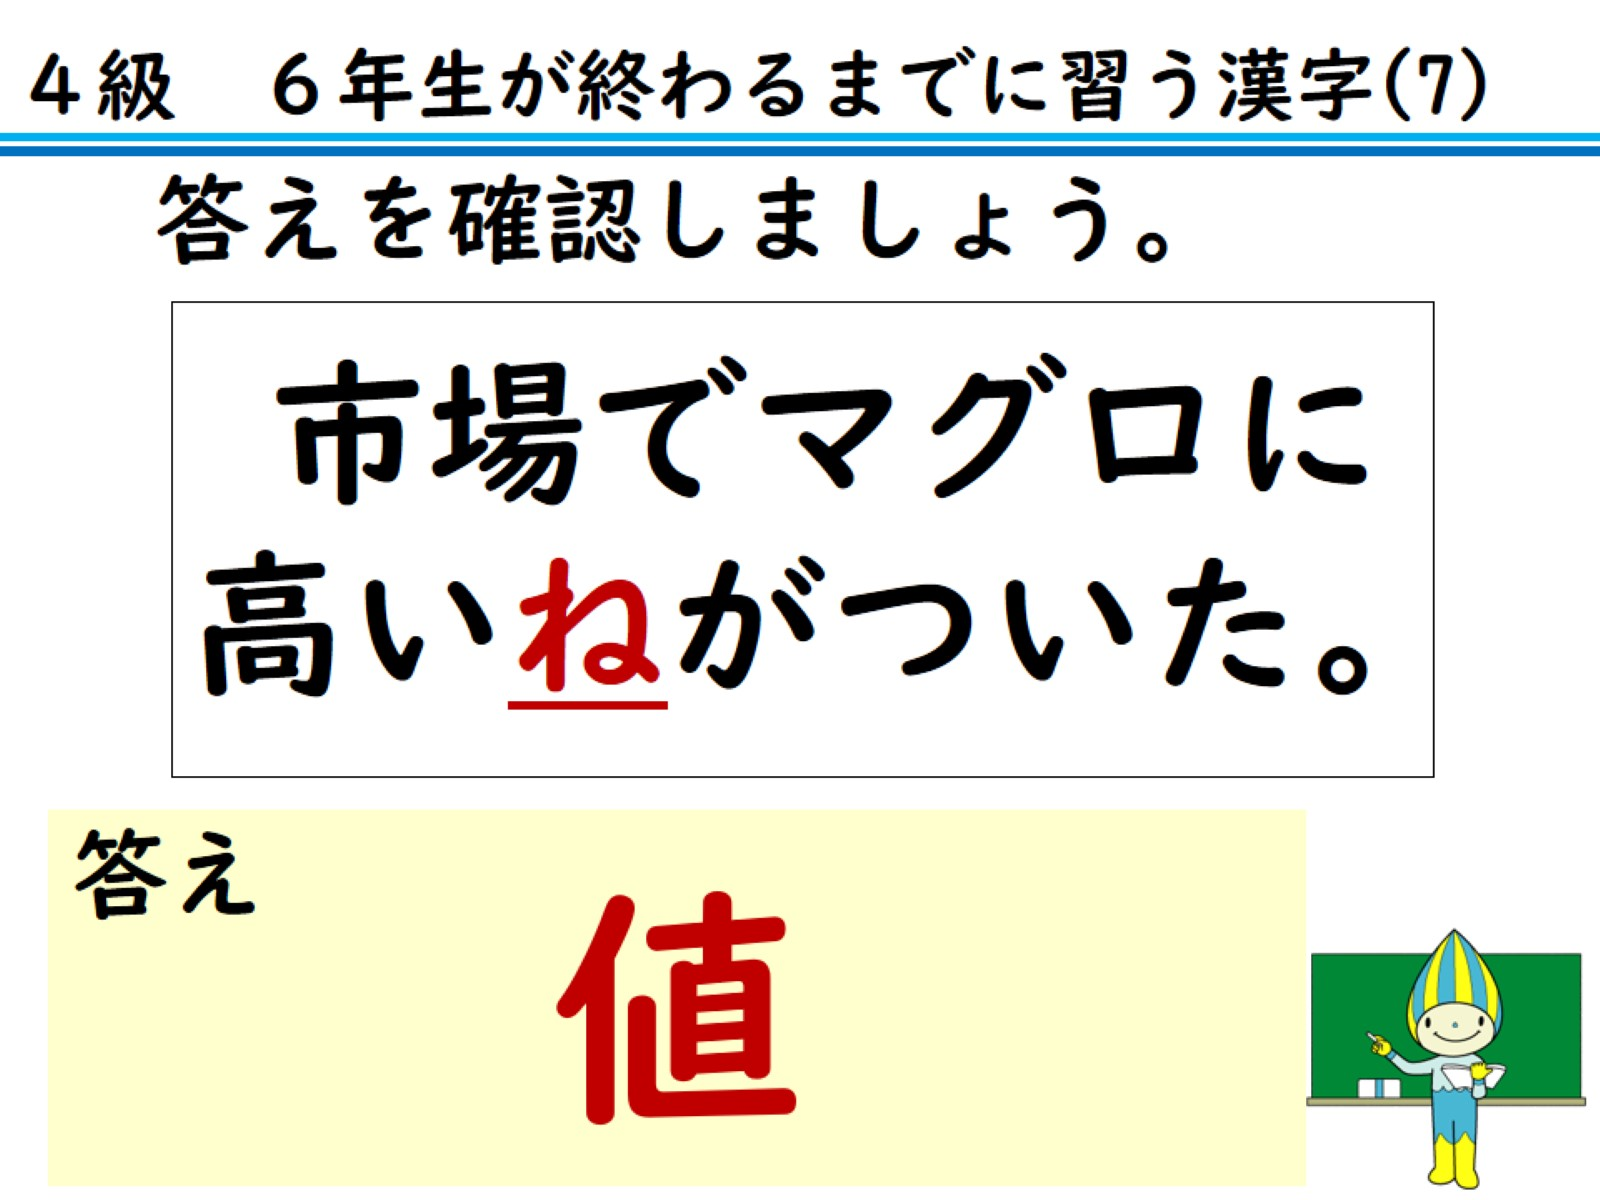 ４級　６年生が終わるまでに習う漢字(7)
答えを確認しましょう。
市場でマグロに
高いねがついた。
答え
値